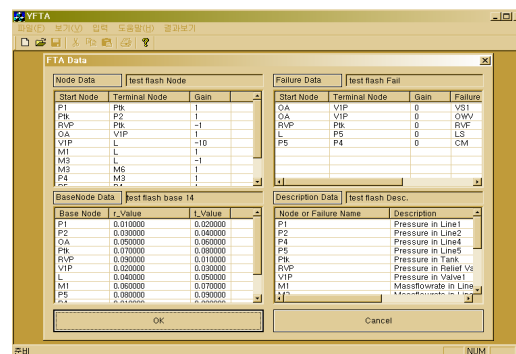 YFTA
파일(F) 보기(V) 입력 도움말(H) 결과보기
FTA Data
Node Data test flash Node
Start Node Terminal Node Gain
P1 Ptk 1
Ptk P2 1
RVP Ptk -1
OA V1P 1
V1P L -10
M1 L 1
M3 L -1
M3 M6 1
P4 M3 1
Failure Data test flash Fail
Start Node Terminal Node Gain Failure
OA V1P 0 VS1
OA V1P 0 OWV
RVP Ptk 0 RVF
L P5 0 LS
P5 P4 0 CM
BaseNode Data test flash base 14
Base Node r_Value t_Value
P1 0.010000 0.020000
P2 0.030000 0.040000
OA 0.050000 0.060000
Ptk 0.070000 0.080000
RVP 0.090000 0.010000
V1P 0.020000 0.030000
L 0.040000 0.050000
M1 0.060000 0.070000
P5 0.080000 0.090000
Description Data test flash Desc.
Node or Failure Name Description
P1 Pressure in Line1
P2 Pressure in Line2
P4 Pressure in Line4
P5 Pressure in Line5
Ptk Pressure in Tank
RVP Pressure in Relief Va
V1P Pressure in Valve1
M1 Massflowrate in Line
OK Cancel
준비 NUM